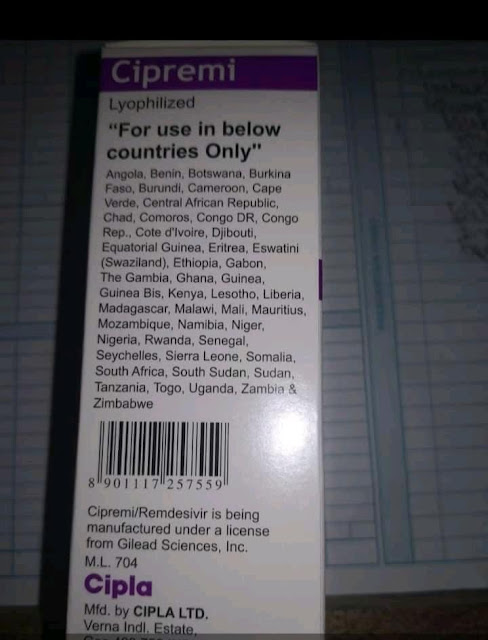 Cipremi
Lyophilized
"For use in below
countries Only"
Angola, Benin, Botswana, Burkina
Faso, Burundi, Cameroon, Cape
Verde, Central African Republic,
Chad, Comoros, Congo DR, Congo
Rep., Cote d'Ivoire, Djibouti,
Equatorial Guinea, Eritrea, Eswatini
(Swaziland), Ethiopia, Gabon,
The Gambia, Ghana, Guinea,
Guinea Bis, Kenya, Lesotho, Liberia,
Madagascar, Malawi, Mali, Mauritius,
Mozambique, Namibia, Niger,
Nigeria, Rwanda, Senegal,
Seychelles, Sierra Leone, Somalia,
South Africa, South Sudan, Sudan,
Tanzania, Togo, Uganda, Zambia &
Zimbabwe
8 901117 257559
Cipremi/Remdesivir is being
manufactured under a license
from Gilead Sciences, Inc.
M.L. 704
Cipla
Mfd. by CIPLA LTD.
Verna Indl. Estate,